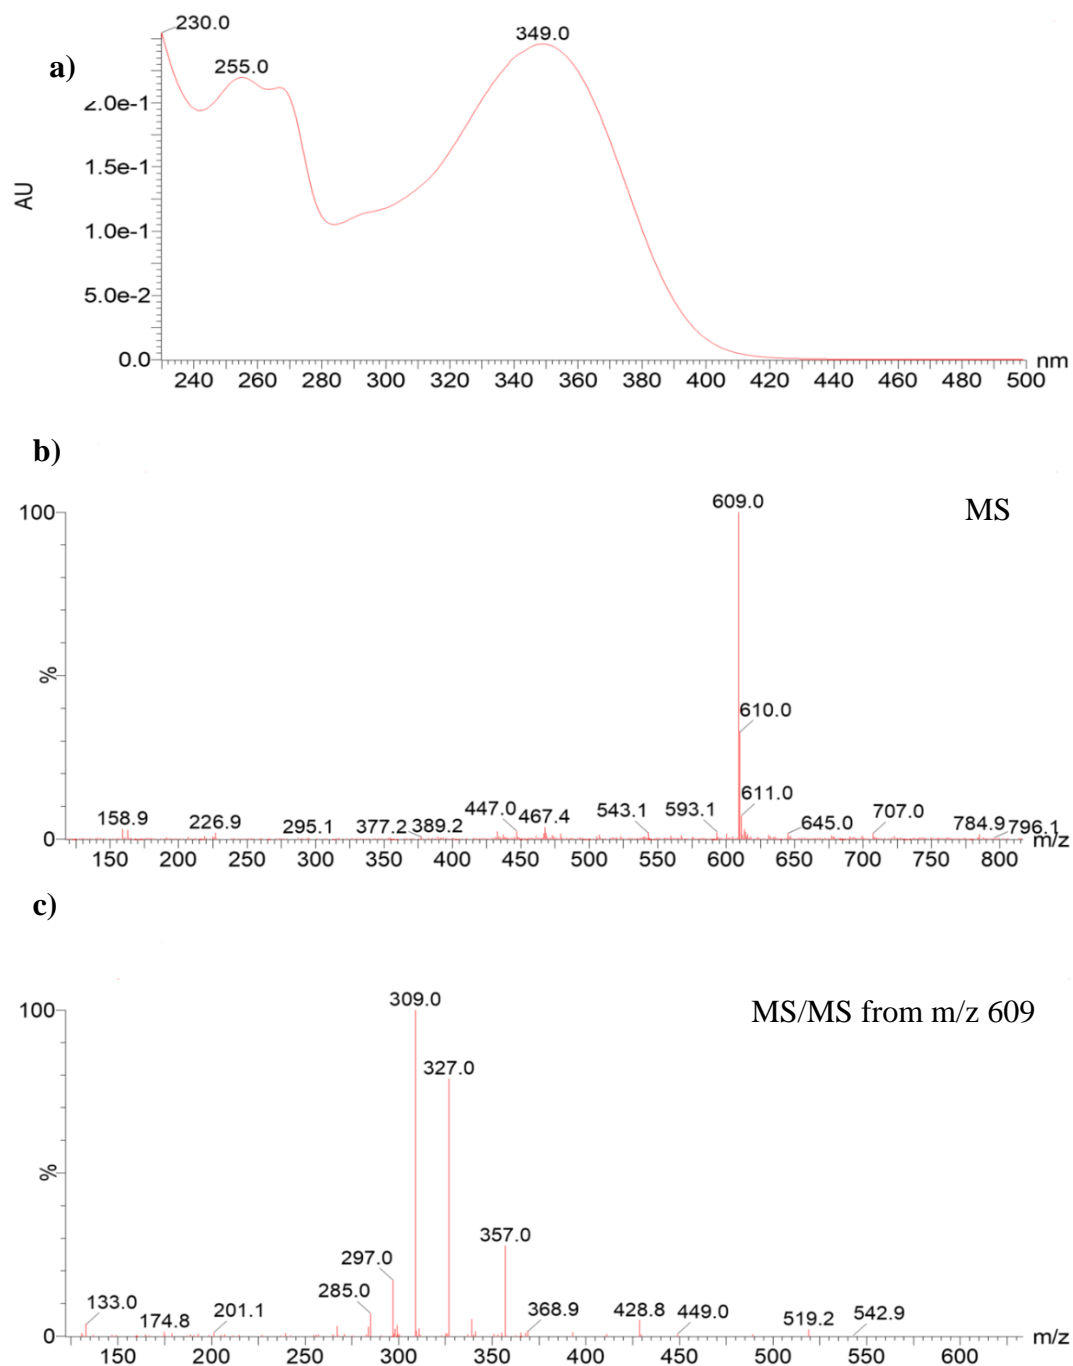 a)
230.0
255.0
349.0
2.0e-1
1.5e-1
1.0e-1
5.0e-2
0.0
AU
240 260 280 300 320 340 360 380 400 420 440 460 480 500
nm
b)
MS
100
%
0
609.0
610.0
611.0
158.9 226.9 295.1 377.2 389.2 447.0 467.4 543.1 593.1 645.0 707.0 784.9 796.1
150 200 250 300 350 400 450 500 550 600 650 700 750 800
m/z
c)
MS/MS from m/z 609
100
%
0
309.0
327.0
357.0
297.0
285.0
133.0 174.8 201.1 368.9 428.8 449.0 519.2 542.9
150 200 250 300 350 400 450 500 550 600
m/z